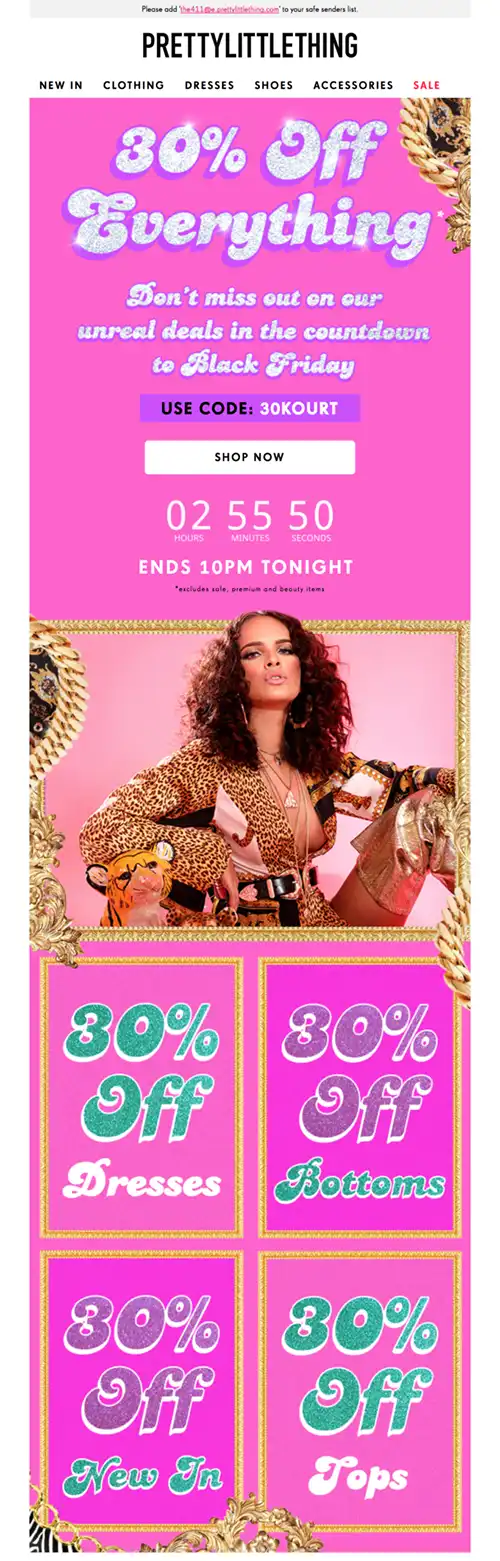 Please add 'the411@e.prettylittlething.com' to your safe senders list.
PRETTYLITTLETHING
NEW IN CLOTHING DRESSES SHOES ACCESSORIES SALE
30% Off
Everything*
Don't miss out on our
unreal deals in the countdown
to Black Friday
USE CODE: 30KOURT
SHOP NOW
02 55 50
HOURS MINUTES SECONDS
ENDS 10PM TONIGHT
*excludes sale, premium and beauty items
30%
Off
Dresses
30%
Off
Bottoms
30%
Off
New In
30%
Off
Tops